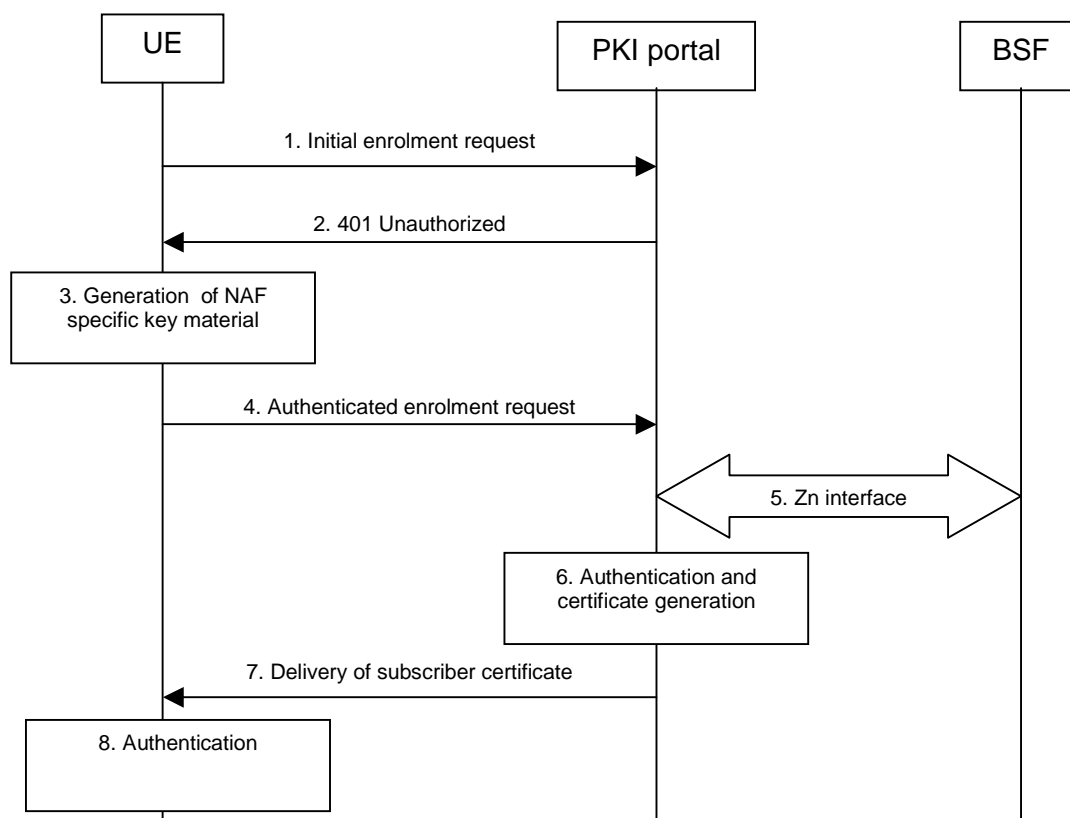 UE
PKI portal
BSF
1. Initial enrolment request
2. 401 Unauthorized
3. Generation of NAF
specific key material
4. Authenticated enrolment request
5. Zn interface
6. Authentication and
certificate generation
7. Delivery of subscriber certificate
8. Authentication